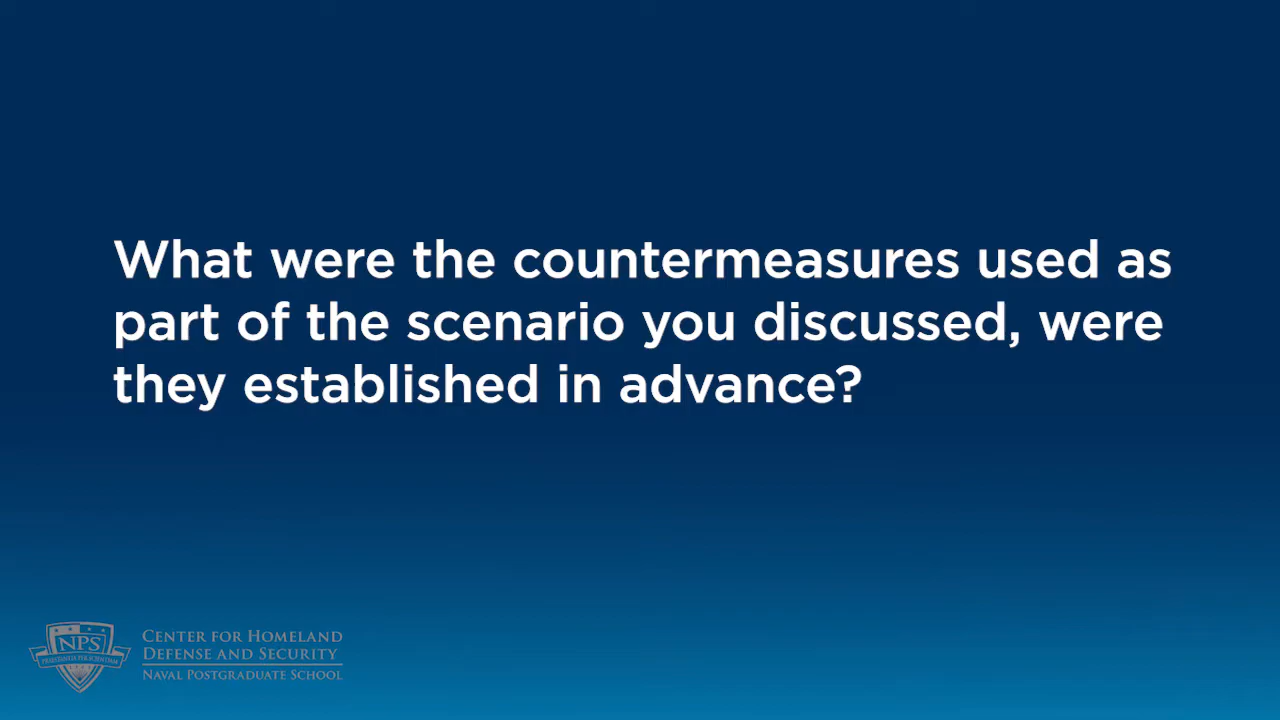 What were the countermeasures used as
part of the scenario you discussed, were
they established in advance?
NPS
CENTER FOR HOMELAND
DEFENSE AND SECURITY
NAVAL POSTGRADUATE SCHOOL